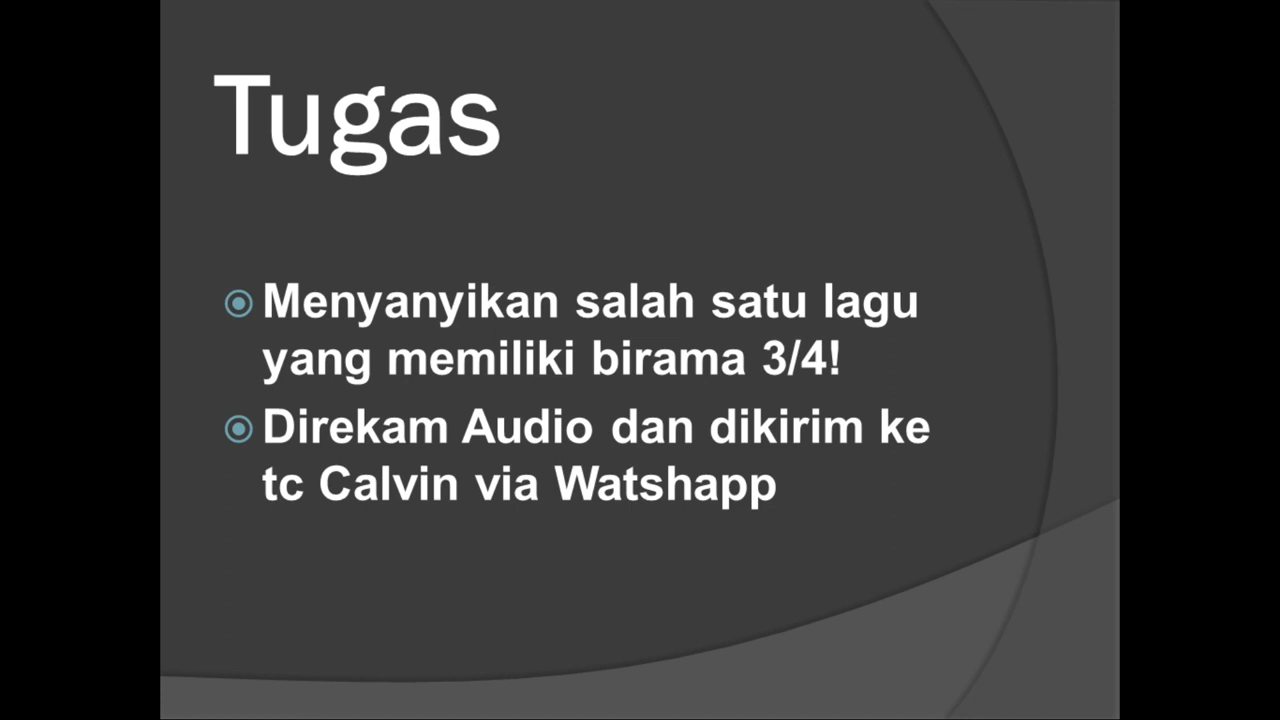 Tugas
Menyanyikan salah satu lagu
yang memiliki birama 3/4!
Direkam Audio dan dikirim ke
tc Calvin via Watshapp